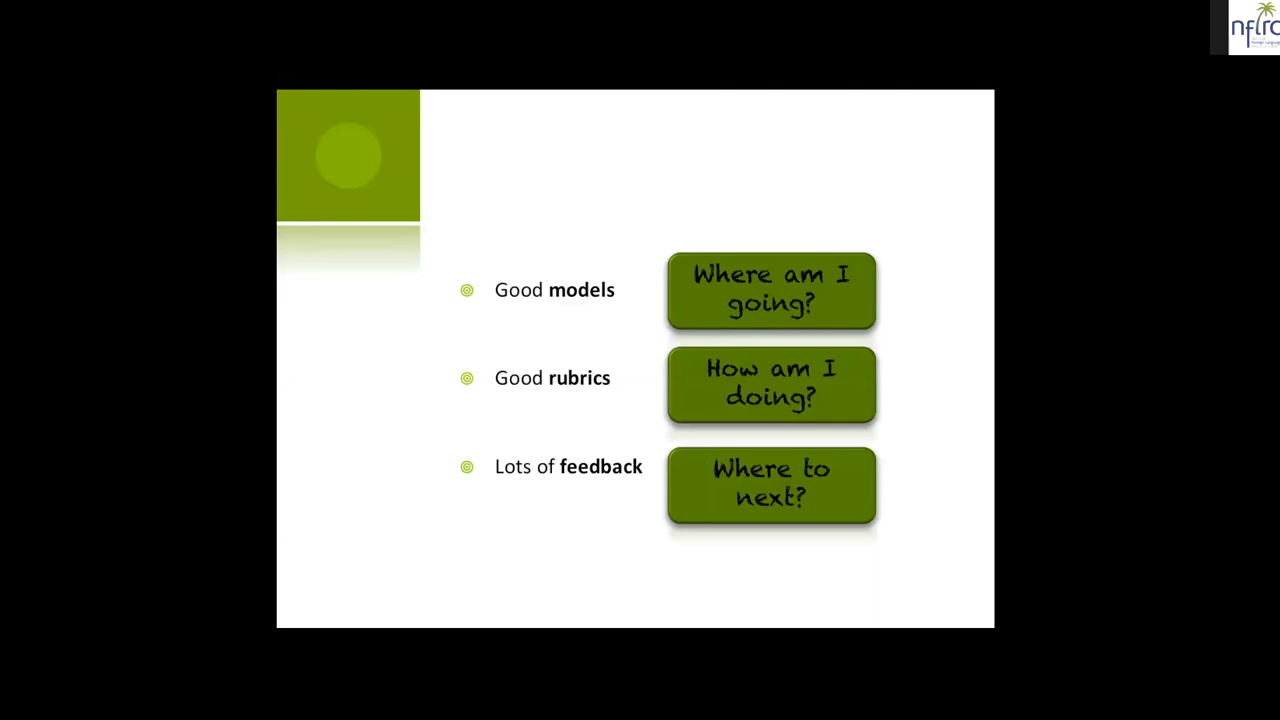 nflrc
Good models
Where am I
going?
Good rubrics
How am I
doing?
Lots of feedback
Where to
next?